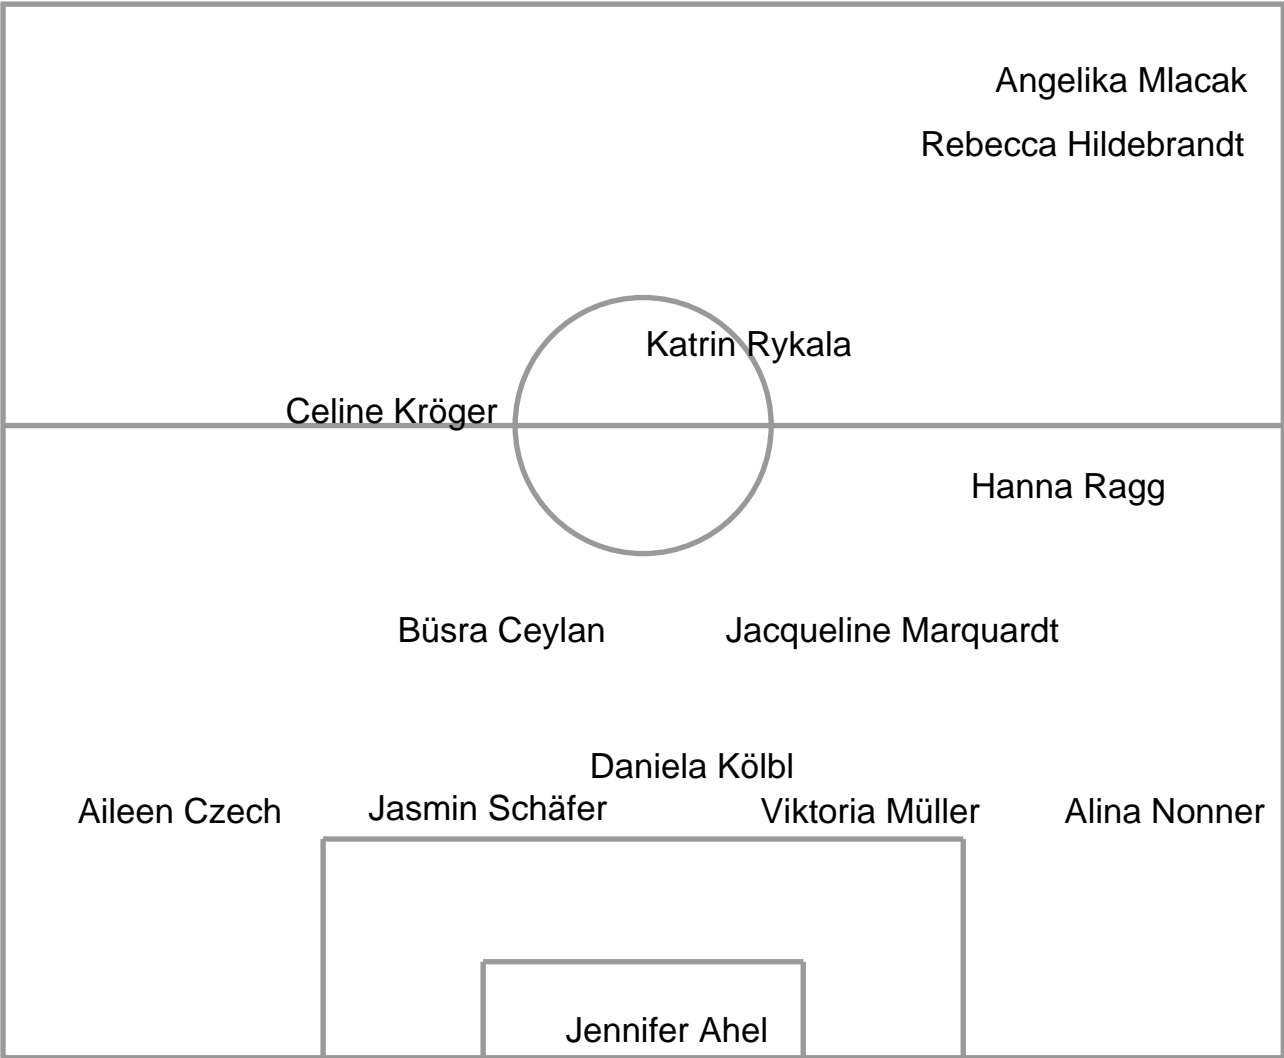 Angelika Mlacak
Rebecca Hildebrandt
Katrin Rykala
Celine Kröger
Hanna Ragg
Büsra Ceylan
Jacqueline Marquardt
Daniela Kölbl
Aileen Czech
Jasmin Schäfer
Viktoria Müller
Alina Nonner
Jennifer Ahel